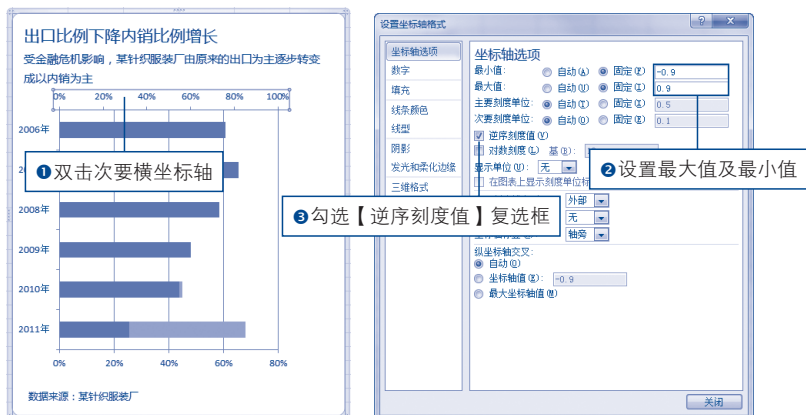 出口比例下降内销比例增长
受金融危机影响，某针织服装厂由原来的出口为主逐步转变
成以内销为主
0% 20% 40% 60% 80% 100%
2006年
❶双击次要横坐标轴
2008年
2009年
2010年
2011年
0% 20% 40% 60% 80%
数据来源：某针织服装厂
设置坐标轴格式
坐标轴选项
数字
填充
线条颜色
线型
阴影
发光和柔化边缘
三维格式
坐标轴选项
最小值: 自动(A) 固定(F) -0.9
最大值: 自动(U) 固定(I) 0.9
主要刻度单位: 自动(T) 固定(X) 0.5
次要刻度单位: 自动(O) 固定(E) 0.1
逆序刻度值(V)
对数刻度(L) 基(B):
显示单位(U): 无
在图表上显示刻度单位标
❷设置最大值及最小值
❸勾选【逆序刻度值】复选框
外部
无
轴旁
纵坐标轴交叉:
自动(O)
坐标轴值(E): -0.9
最大坐标轴值(M)
关闭